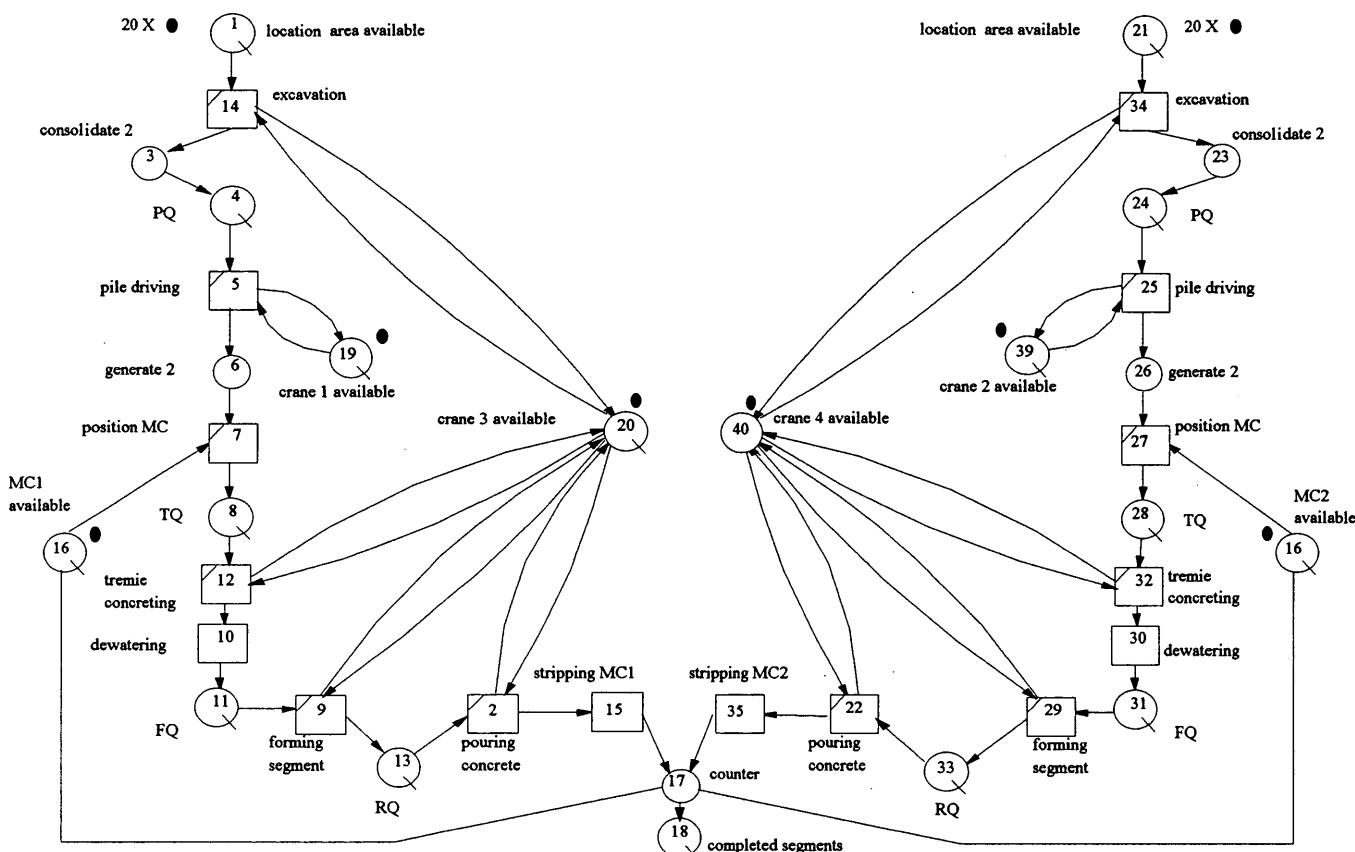 20 X
1
location area available
location area available
21
20 X
14
excavation
34
excavation
consolidate 2
consolidate 2
3
23
4
PQ
24
PQ
pile driving
5
25
pile driving
19
crane 1 available
39
crane 2 available
generate 2
6
26
generate 2
crane 3 available
20
40
crane 4 available
position MC
7
27
position MC
MC1
available
MC2
available
TQ
8
28
TQ
16
16
tremie
concreting
12
32
tremie
concreting
dewatering
10
30
dewatering
stripping MC1
stripping MC2
11
FQ
9
forming
segment
2
pouring
concrete
15
35
22
pouring
concrete
29
forming
segment
31
FQ
13
RQ
33
RQ
17
counter
18
completed segments